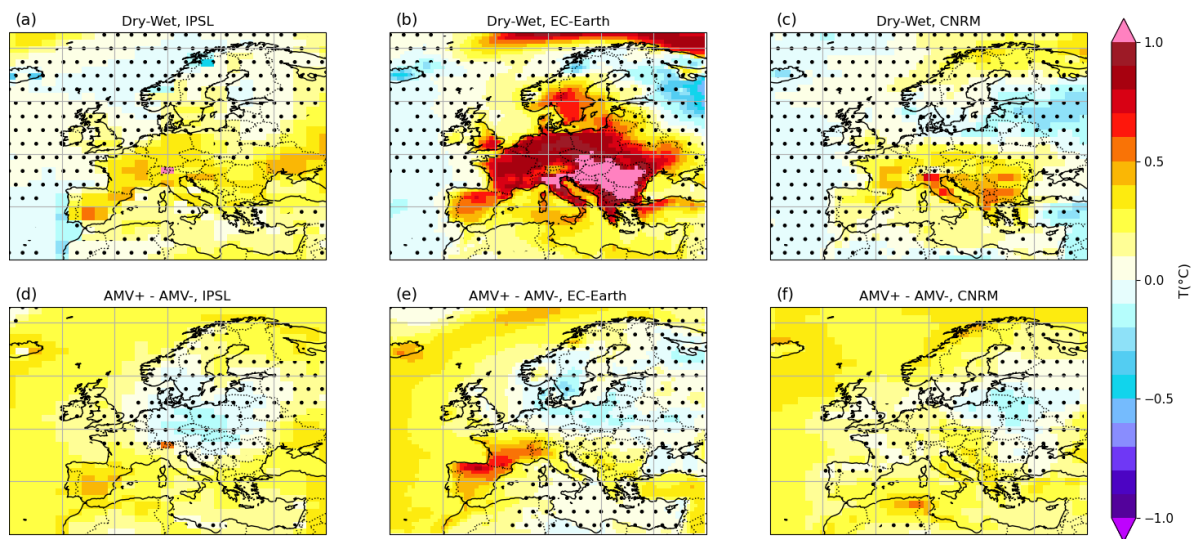 (a) Dry-Wet, IPSL
(b) Dry-Wet, EC-Earth
(c) Dry-Wet, CNRM
1.0
0.5
0.0
−0.5
−1.0
T(°C)
(d) AMV+ - AMV-, IPSL
(e) AMV+ - AMV-, EC-Earth
(f) AMV+ - AMV-, CNRM